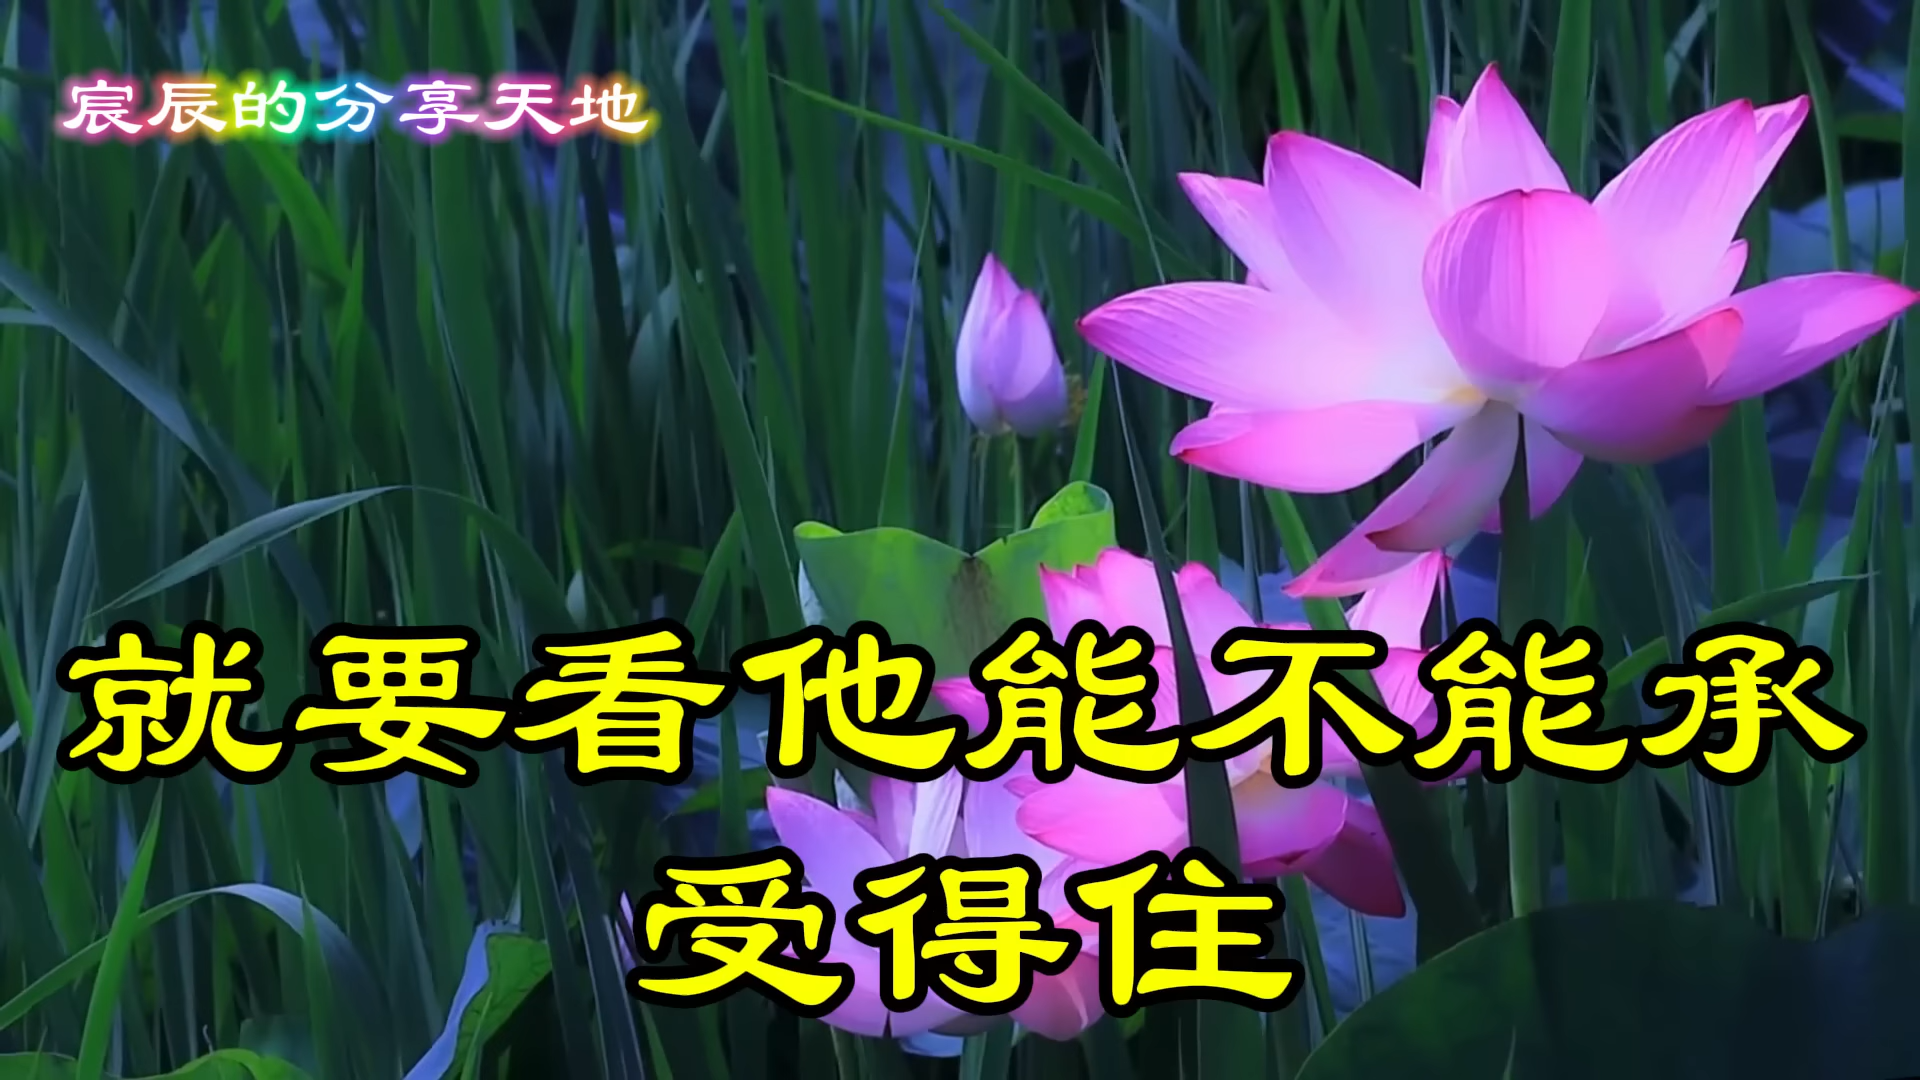 宸辰的分享天地
就要看他能不能承
受得住